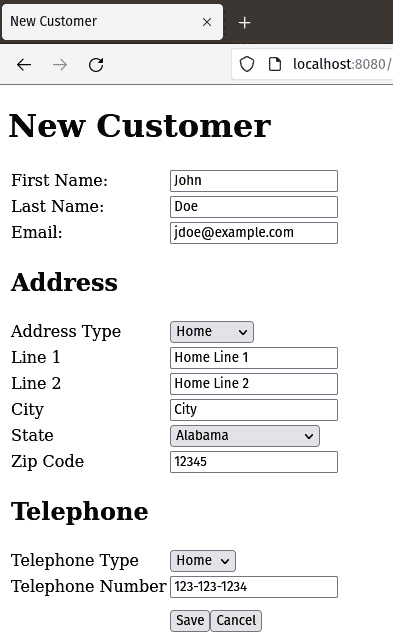 New Customer
localhost:8080/
New Customer
First Name: John
Last Name: Doe
Email: jdoe@example.com
Address
Address Type Home
Line 1 Home Line 1
Line 2 Home Line 2
City City
State Alabama
Zip Code 12345
Telephone
Telephone Type Home
Telephone Number 123-123-1234
Save Cancel